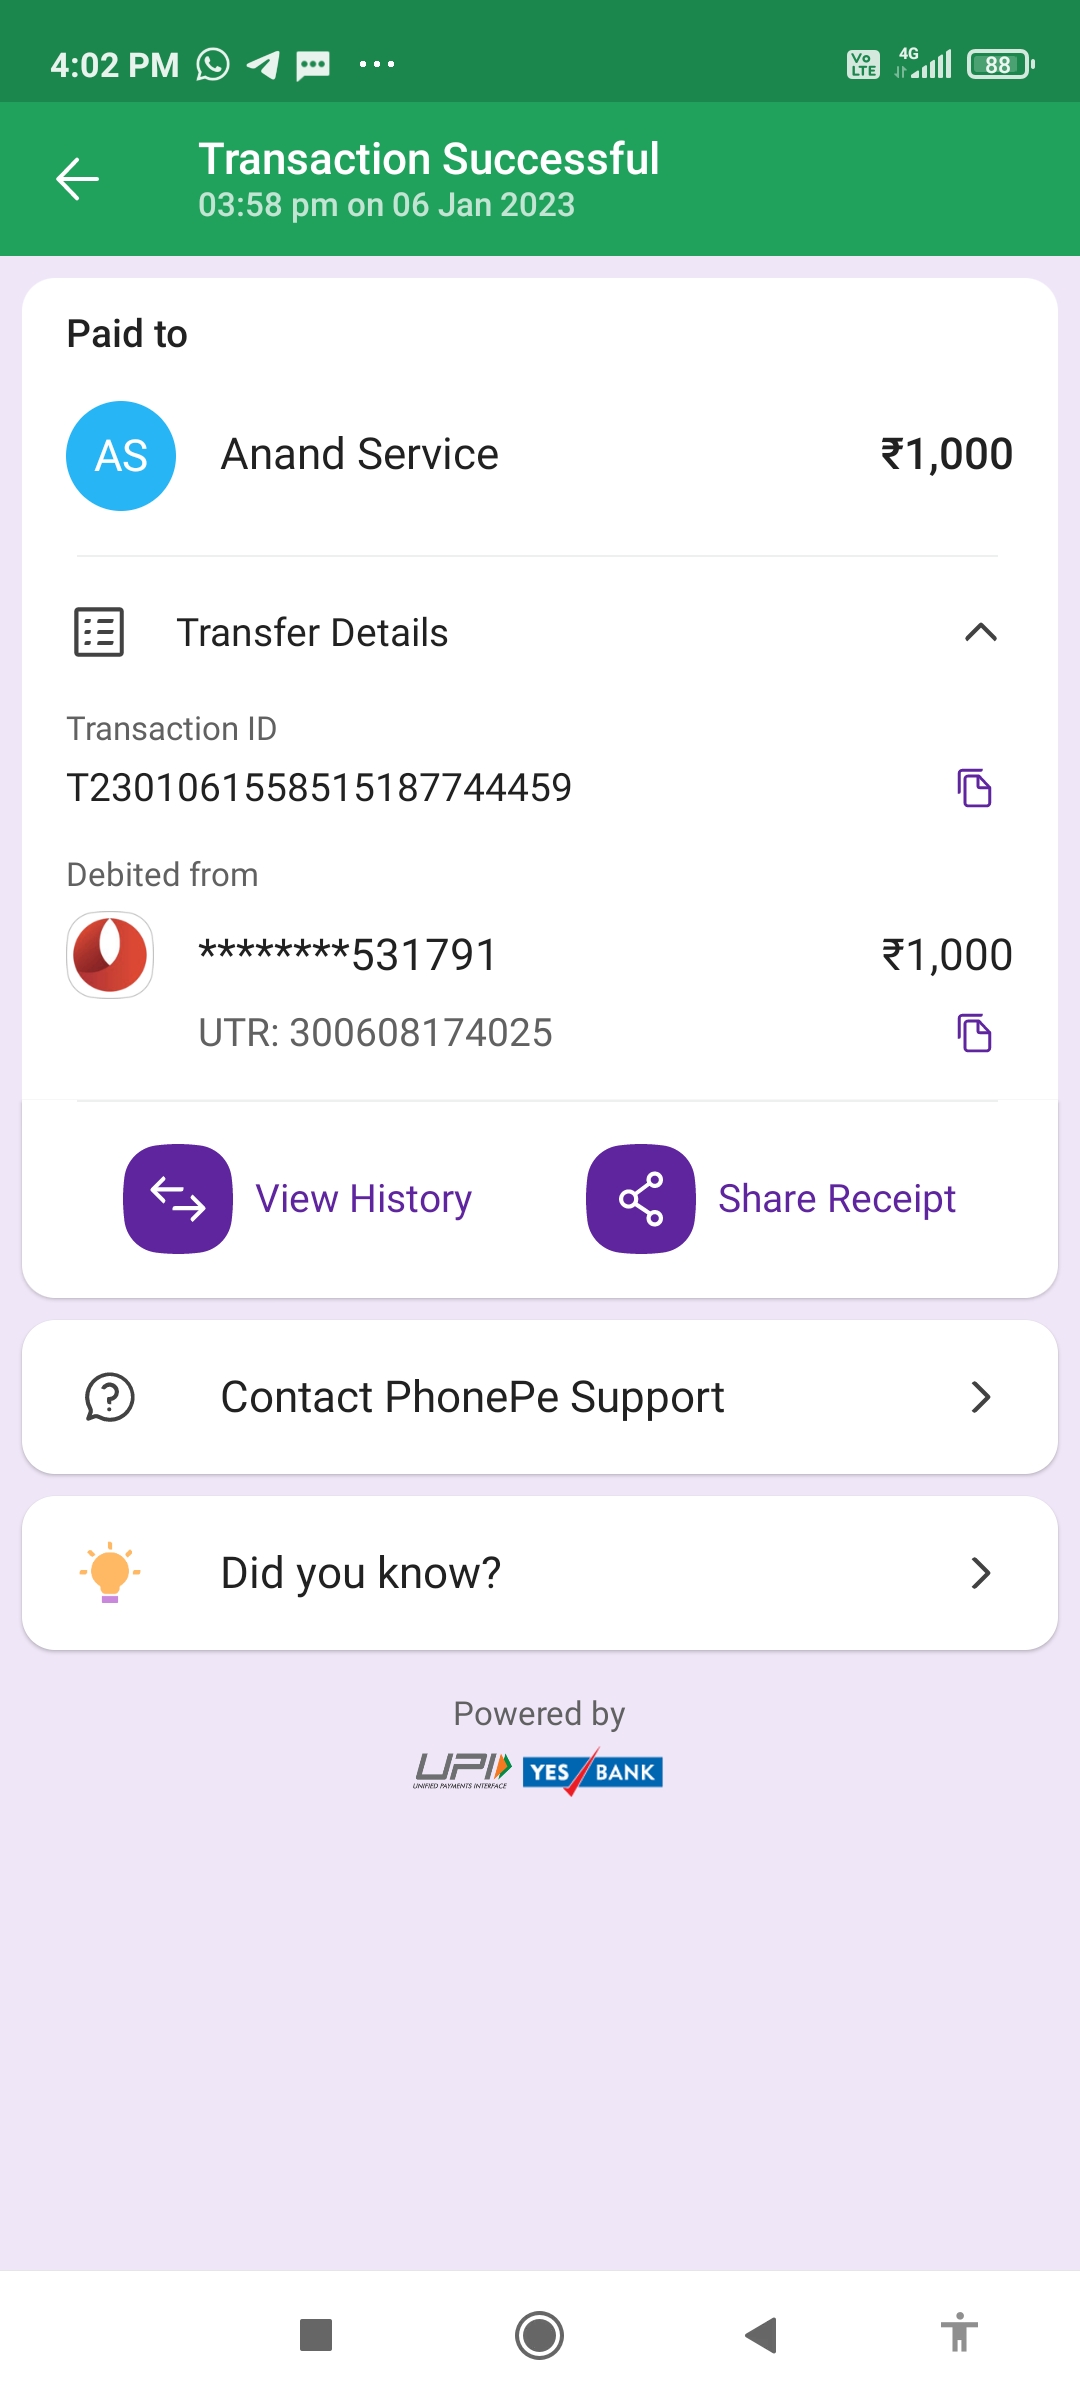 4:02 PM
Vo LTE 4G 88
Transaction Successful
03:58 pm on 06 Jan 2023
Paid to
AS Anand Service ₹1,000
Transfer Details
Transaction ID
T2301061558515187744459
Debited from
********531791 ₹1,000
UTR: 300608174025
View History Share Receipt
Contact PhonePe Support
Did you know?
Powered by
UPI YES BANK
UNIFIED PAYMENTS INTERFACE